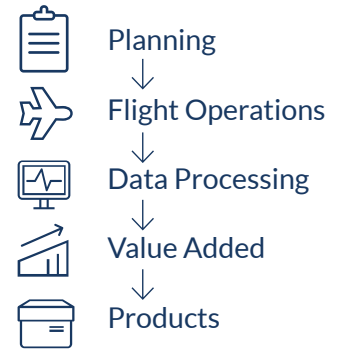 Planning
Flight Operations
Data Processing
Value Added
Products